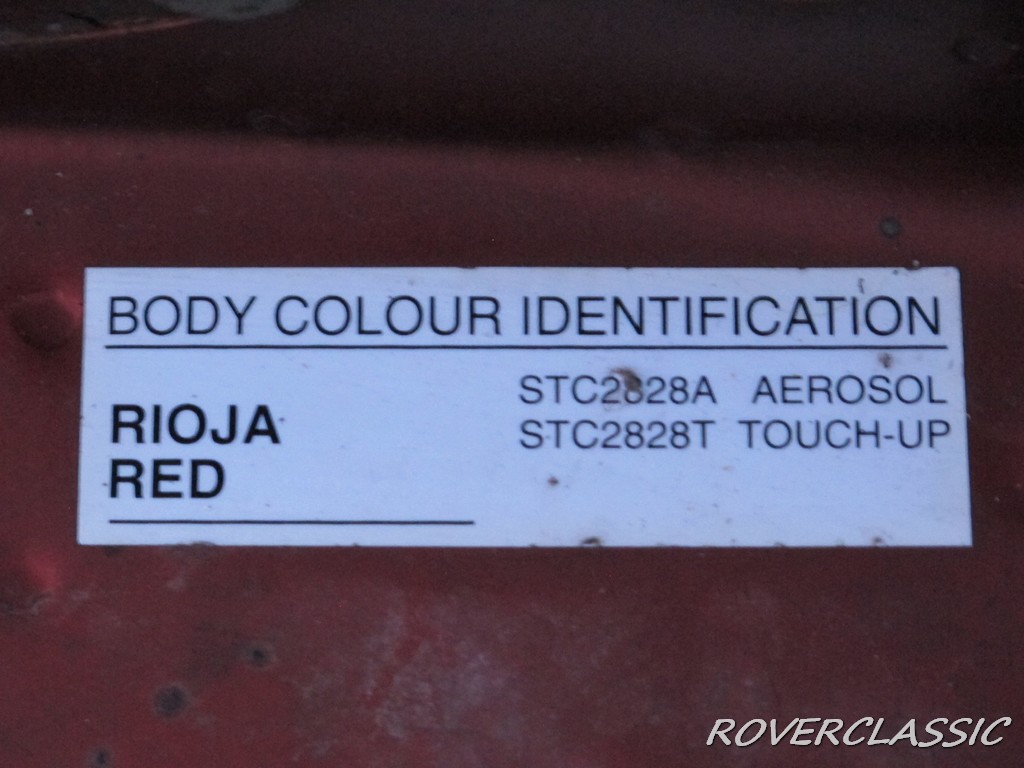 BODY COLOUR IDENTIFICATION
RIOJA
RED
STC2828A AEROSOL
STC2828T TOUCH-UP
ROVERCLASSIC